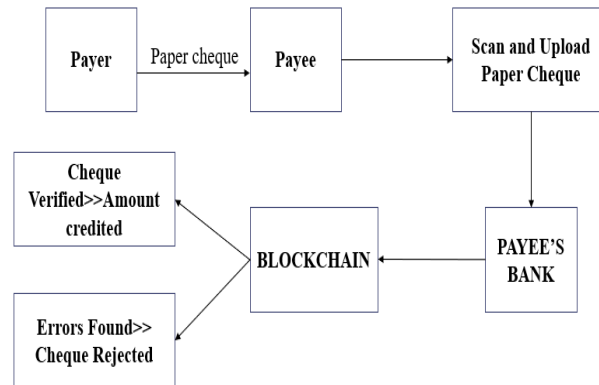 Payer
Paper cheque
Payee
Scan and Upload
Paper Cheque
Cheque
Verified>>Amount
credited
BLOCKCHAIN
PAYEE'S
BANK
Errors Found>>
Cheque Rejected